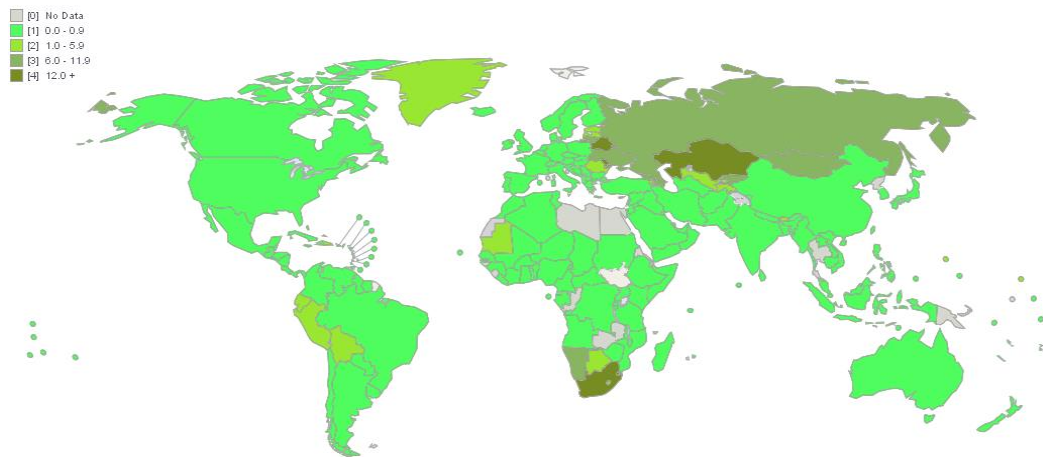 [0] No Data
[1] 0.0 - 0.9
[2] 1.0 - 5.9
[3] 6.0 - 11.9
[4] 12.0 +